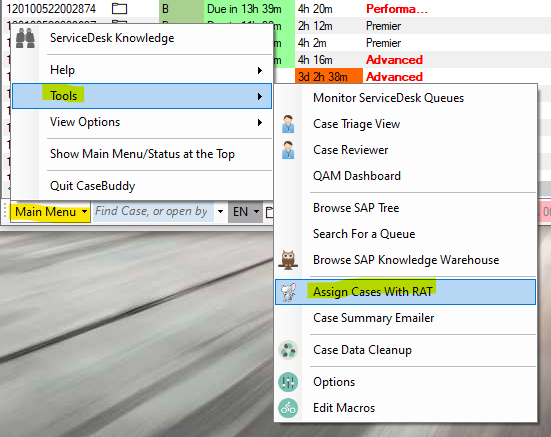 120100522002874 B Due in 13h 39m 4h 20m Performa...
2h 12m Premier
4h 2m Premier
4h 16m Advanced
3d 2h 38m Advanced
ServiceDesk Knowledge
Help
Tools
View Options
Show Main Menu/Status at the Top
Quit CaseBuddy
Main Menu Find Case, or open by EN
Monitor ServiceDesk Queues
Case Triage View
Case Reviewer
QAM Dashboard
Browse SAP Tree
Search For a Queue
Browse SAP Knowledge Warehouse
Assign Cases With RAT
Case Summary Emailer
Case Data Cleanup
Options
Edit Macros